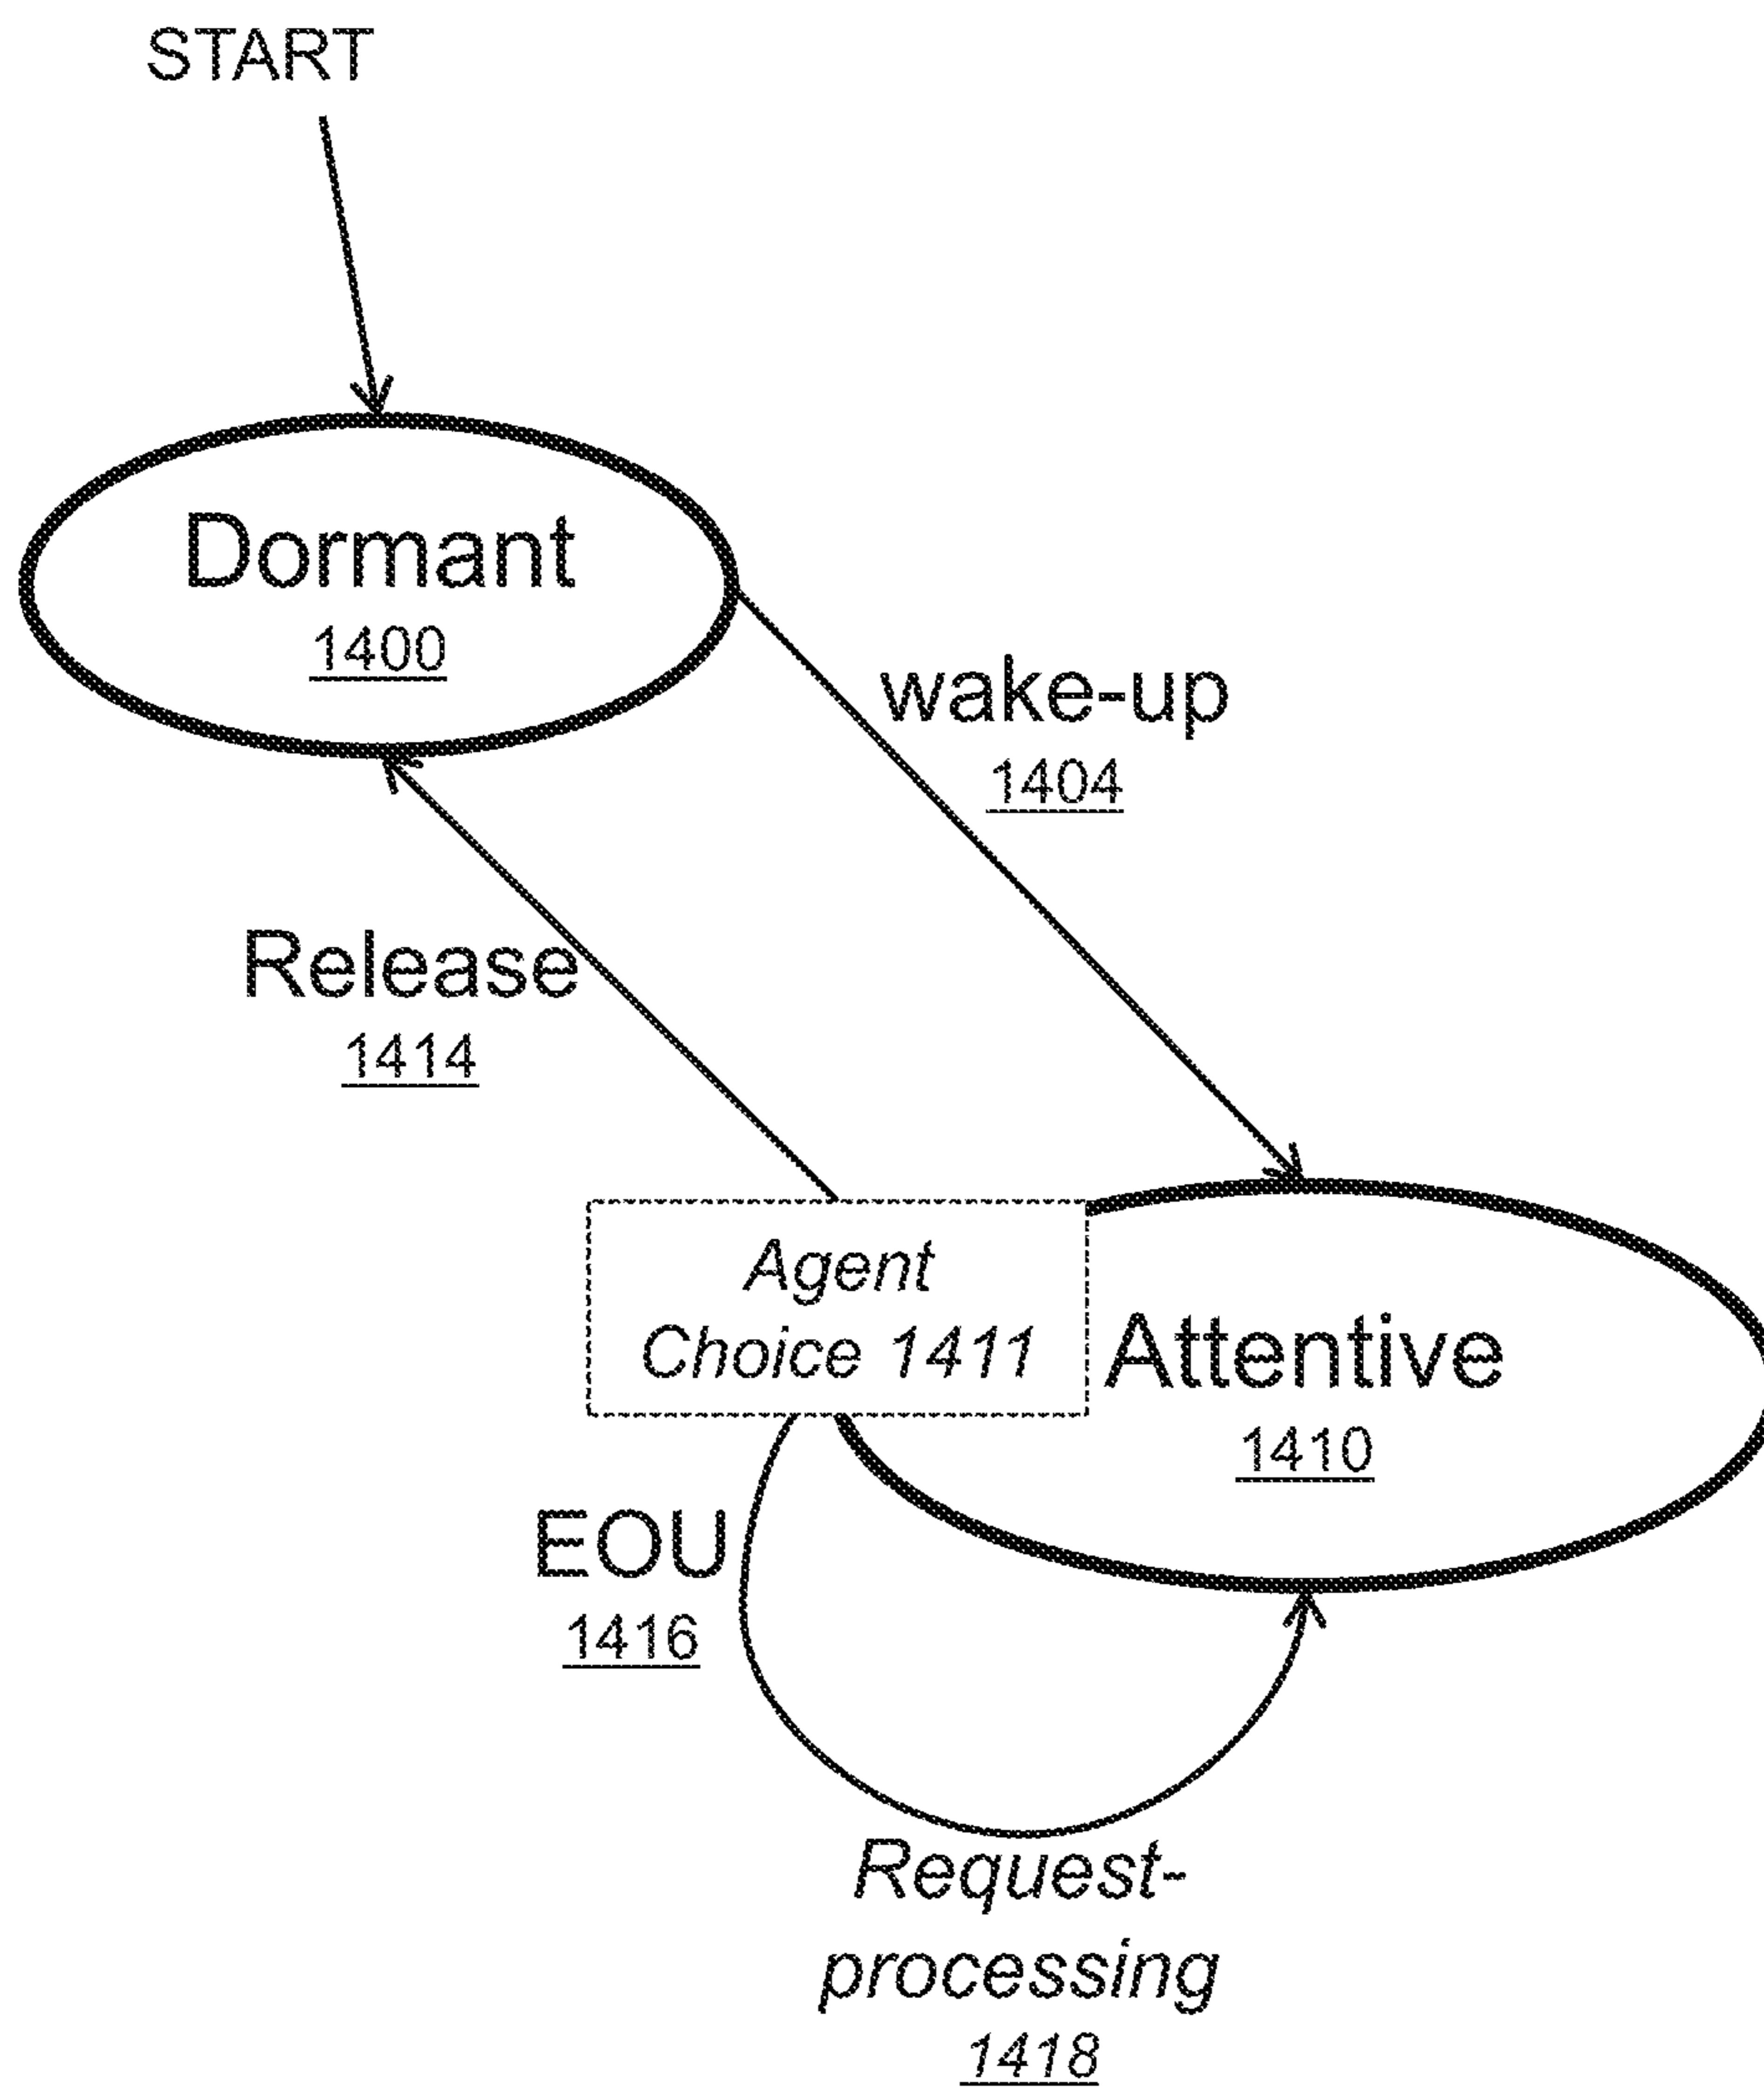 START
Dormant
1400
wake-up
1404
Release
1414
Agent
Choice 1411
Attentive
1410
EOU
1416
Request-
processing
1418